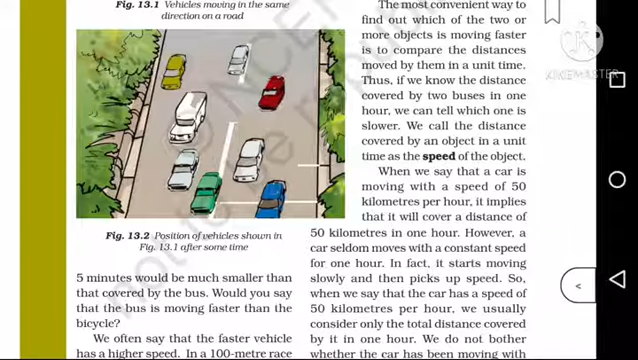 Fig. 13.1 Vehicles moving in the same
direction on a road
Fig. 13.2 Position of vehicles shown in
Fig. 13.1 after some time
5 minutes would be much smaller than
that covered by the bus. Would you say
that the bus is moving faster than the
bicycle?
We often say that the faster vehicle
has a higher speed. In a 100-metre race
The most convenient way to
find out which of the two or
more objects is moving faster
is to compare the distances
moved by them in a unit time.
Thus, if we know the distance
covered by two buses in one
hour, we can tell which one is
slower. We call the distance
covered by an object in a unit
time as the speed of the object.
When we say that a car is
moving with a speed of 50
kilometres per hour, it implies
that it will cover a distance of
50 kilometres in one hour. However, a
car seldom moves with a constant speed
for one hour. In fact, it starts moving
slowly and then picks up speed. So,
when we say that the car has a speed of
50 kilometres per hour, we usually
consider only the total distance covered
by it in one hour. We do not bother
whether the car has been moving with
KINEMASTER